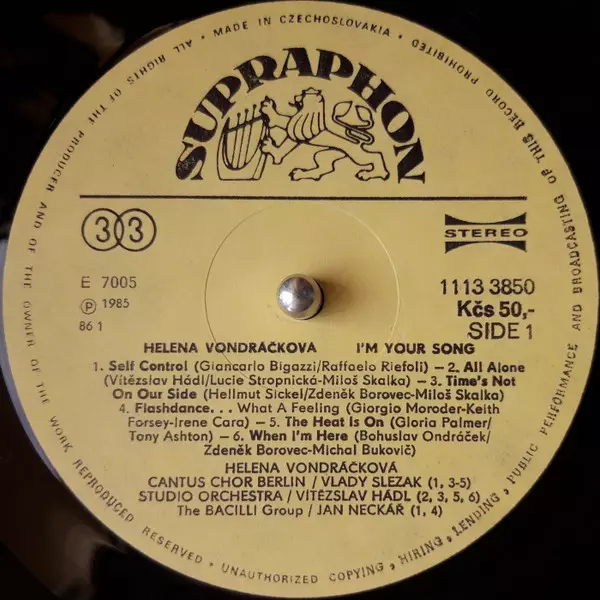 ALL RIGHTS OF THE PRODUCER AND OF THE OWNER OF THE WORK REPRODUCED RESERVED • UNAUTHORIZED COPYING, HIRING, LENDING, PUBLIC PERFORMANCE AND BROADCASTING OF THIS RECORD PROHIBITED • MADE IN CZECHOSLOVAKIA •
SUPRAPHON
33
STEREO
E 7005
℗ 1985
86 1
1113 3850
Kčs 50,-
SIDE 1
HELENA VONDRÁČKOVA I'M YOUR SONG
1. Self Control (Giancarlo Bigazzi/Raffaelo Riefoli) – 2. All Alone
(Vítězslav Hádl/Lucie Stropnická-Miloš Skalka) – 3. Time's Not
On Our Side (Hellmut Sickel/Zdeněk Borovec-Miloš Skalka)
4. Flashdance... What A Feeling (Giorgio Moroder-Keith
Forsey-Irene Cara) – 5. The Heat Is On (Gloria Palmer/
Tony Ashton) – 6. When I'm Here (Bohuslav Ondráček/
Zdeněk Borovec-Michal Bukovič)
HELENA VONDRÁČKOVÁ
CANTUS CHOR BERLIN / VLADY SLEZAK (1, 3-5)
STUDIO ORCHESTRA / VÍTĚZSLAV HÁDL (2, 3, 5, 6)
The BACILLI Group / JAN NECKÁŘ (1, 4)